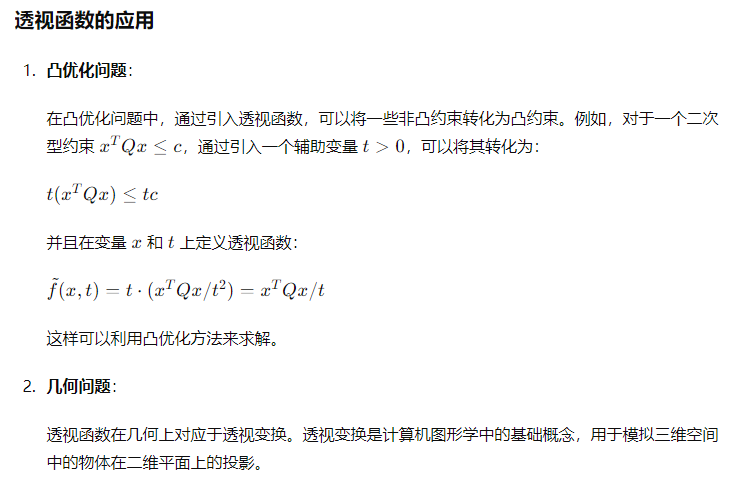 透视函数的应用
1. 凸优化问题：
在凸优化问题中，通过引入透视函数，可以将一些非凸约束转化为凸约束。例如，对于一个二次
型约束 $x^T Qx \leq c$，通过引入一个辅助变量 $t > 0$，可以将其转化为：
$t(x^T Qx) \leq tc$
并且在变量 $x$ 和 $t$ 上定义透视函数：
$\tilde{f}(x, t) = t \cdot (x^T Qx/t^2) = x^T Qx/t$
这样可以利用凸优化方法来求解。
2. 几何问题：
透视函数在几何上对应于透视变换。透视变换是计算机图形学中的基础概念，用于模拟三维空间
中的物体在二维平面上的投影。